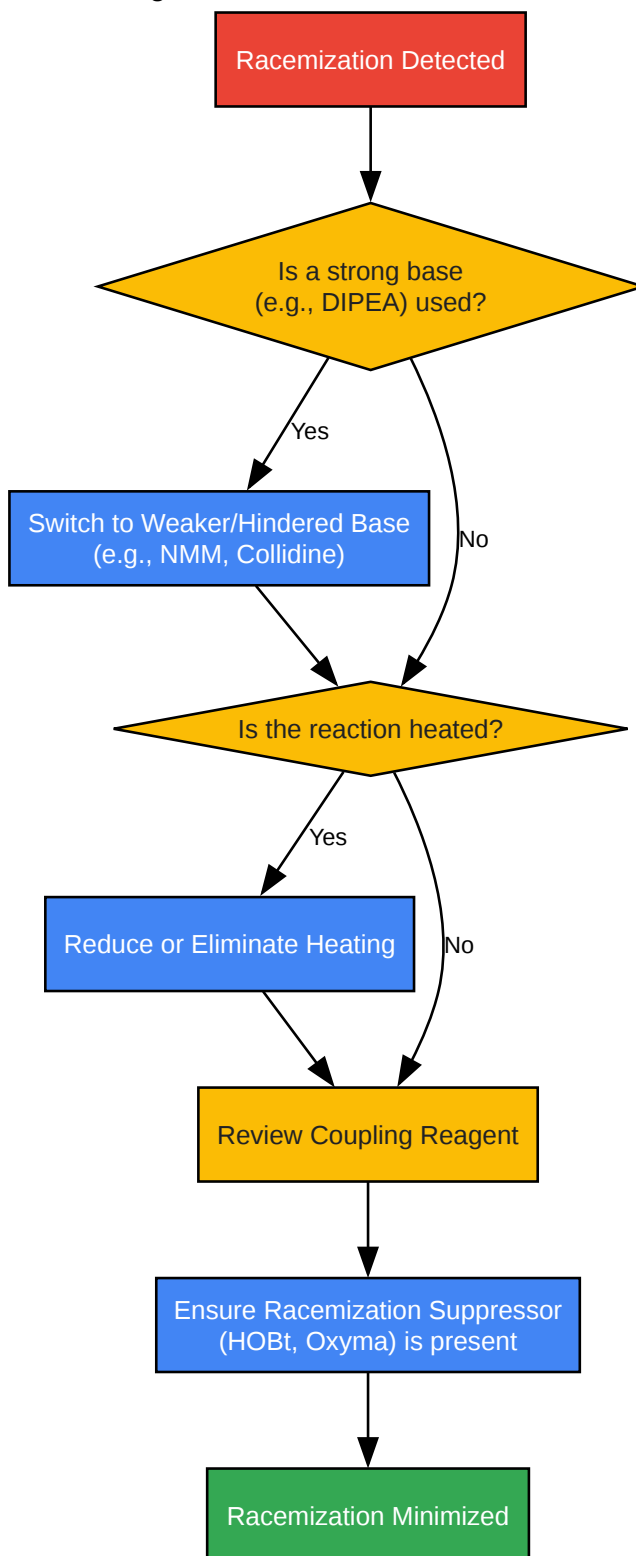 Racemization Detected
Is a strong base
(e.g., DIPEA) used?
Yes
Switch to Weaker/Hindered Base
(e.g., NMM, Collidine)
No
Is the reaction heated?
Yes
Reduce or Eliminate Heating
No
Review Coupling Reagent
Ensure Racemization Suppressor
(HOBt, Oxyma) is present
Racemization Minimized